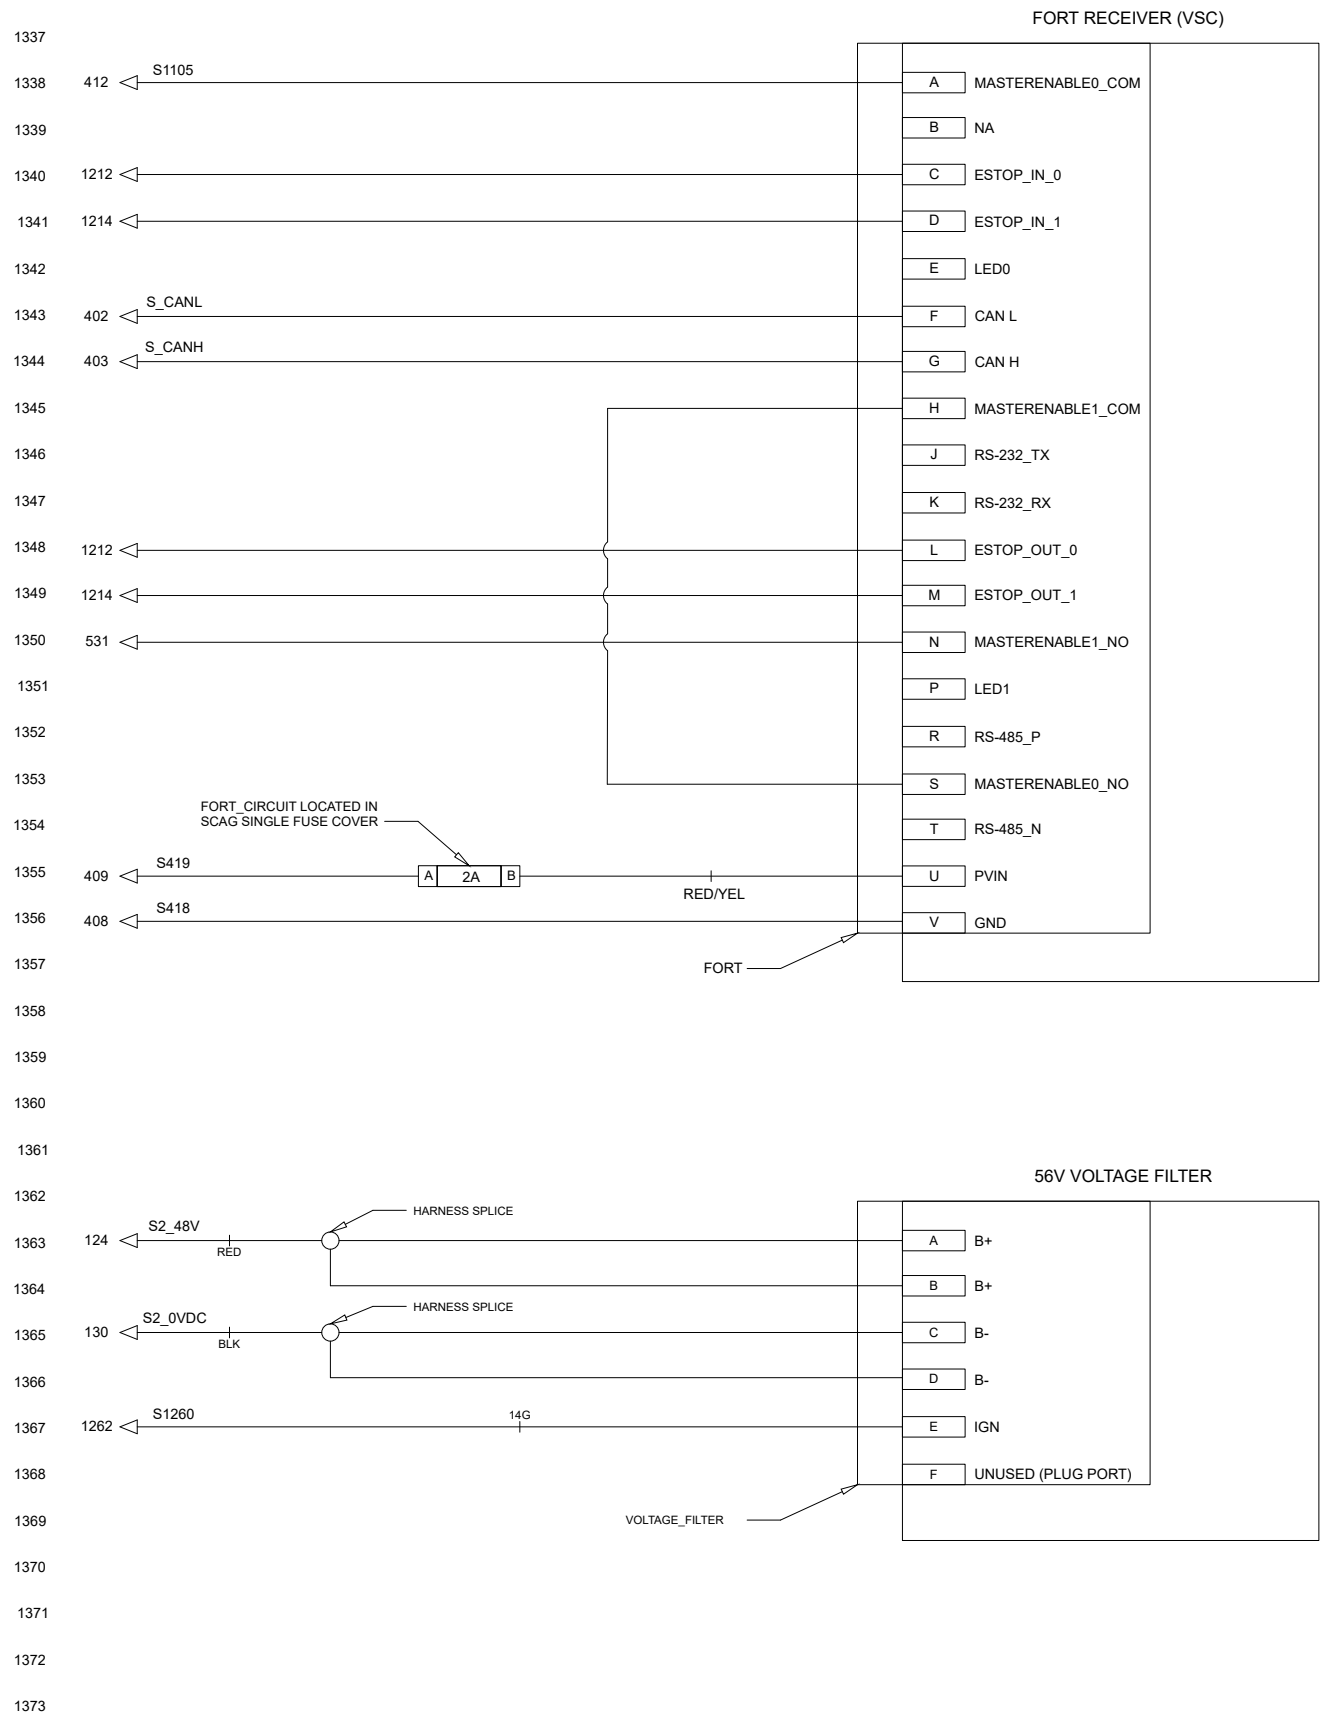 FORT RECEIVER (VSC)
1337
1338 412 S1105 A MASTERENABLE0_COM
1339 B NA
1340 1212 C ESTOP_IN_0
1341 1214 D ESTOP_IN_1
1342 E LED0
1343 402 S_CANL F CAN L
1344 403 S_CANH G CAN H
1345 H MASTERENABLE1_COM
1346 J RS-232_TX
1347 K RS-232_RX
1348 1212 L ESTOP_OUT_0
1349 1214 M ESTOP_OUT_1
1350 531 N MASTERENABLE1_NO
1351 P LED1
1352 R RS-485_P
1353 S MASTERENABLE0_NO
FORT_CIRCUIT LOCATED IN
SCAG SINGLE FUSE COVER
1354 T RS-485_N
1355 409 S419 A 2A B RED/YEL U PVIN
1356 408 S418 V GND
1357 FORT
1358
1359
1360
1361
56V VOLTAGE FILTER
1362
HARNESS SPLICE
1363 124 S2_48V RED A B+
1364 B B+
HARNESS SPLICE
1365 130 S2_0VDC BLK C B-
1366 D B-
1367 1262 S1260 14G E IGN
1368 F UNUSED (PLUG PORT)
1369 VOLTAGE_FILTER
1370
1371
1372
1373